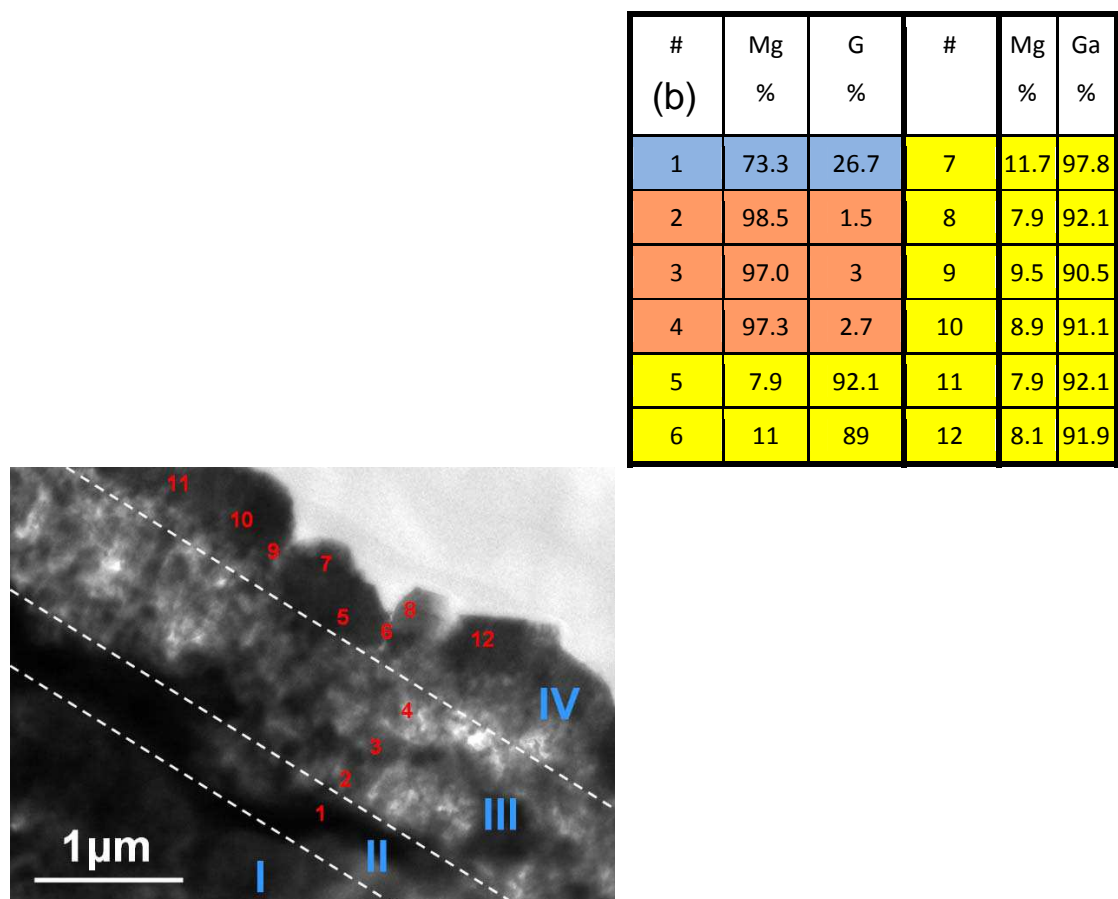 # Mg G # Mg Ga
(b) % % % %
1 73.3 26.7 7 11.7 97.8
2 98.5 1.5 8 7.9 92.1
3 97.0 3 9 9.5 90.5
4 97.3 2.7 10 8.9 91.1
5 7.9 92.1 11 7.9 92.1
6 11 89 12 8.1 91.9
11
10
9
7
8
5
6
12
IV
4
3
2
III
1
1µm
II
I